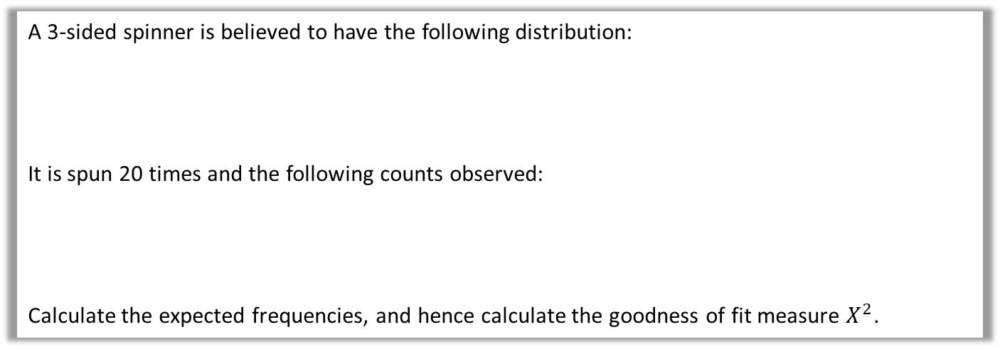 A 3-sided spinner is believed to have the following distribution:
It is spun 20 times and the following counts observed:
Calculate the expected frequencies, and hence calculate the goodness of fit measure X².